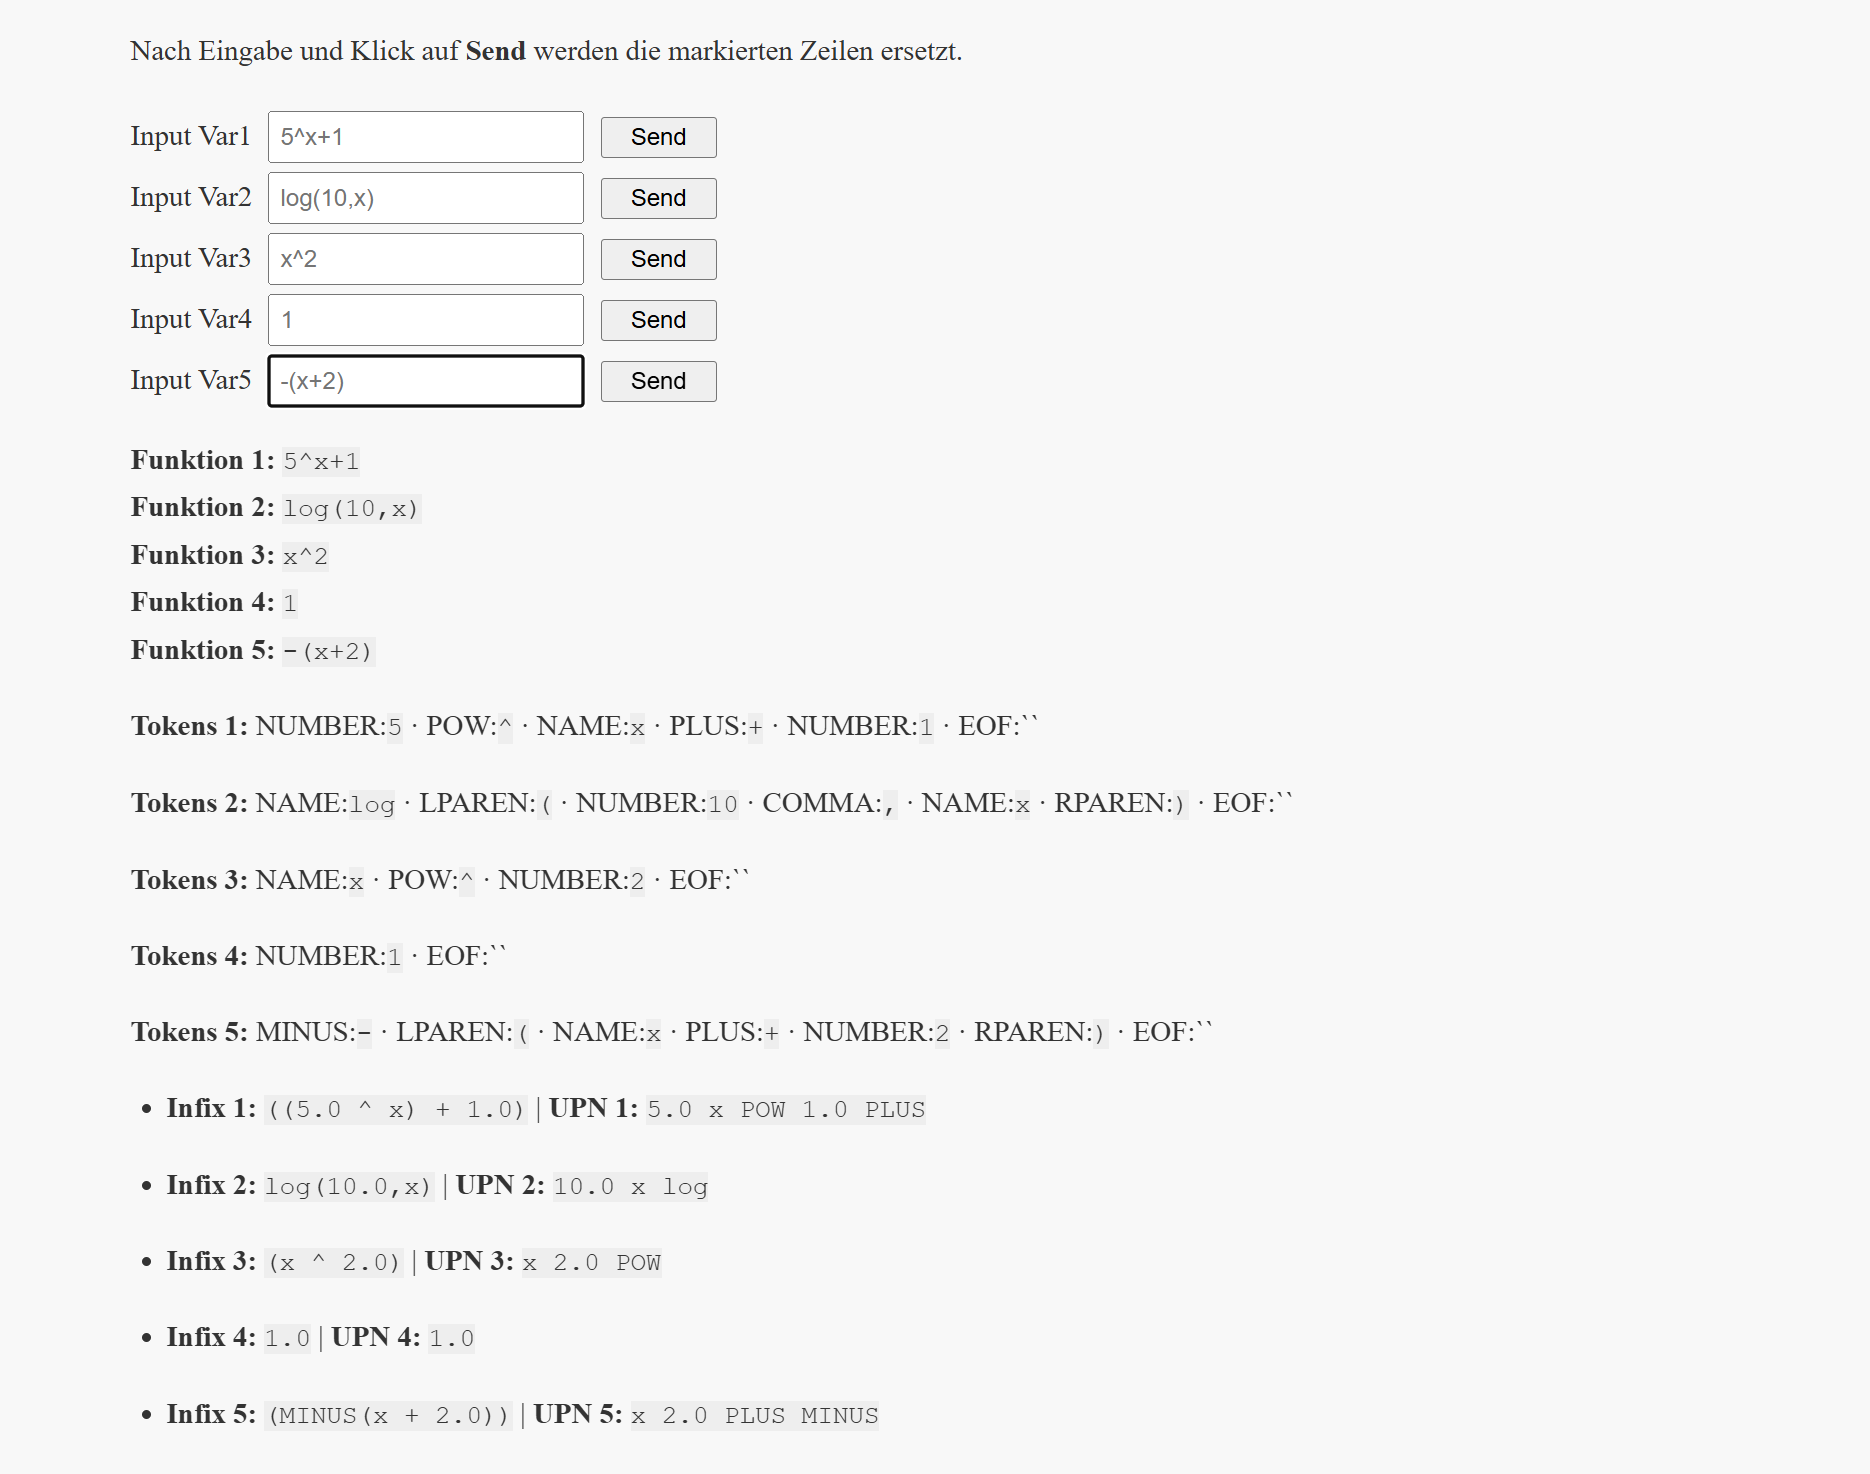 Nach Eingabe und Klick auf Send werden die markierten Zeilen ersetzt.
Input Var1 5^x+1 Send
Input Var2 log(10,x) Send
Input Var3 x^2 Send
Input Var4 1 Send
Input Var5 -(x+2) Send
Funktion 1: 5^x+1
Funktion 2: log(10,x)
Funktion 3: x^2
Funktion 4: 1
Funktion 5: -(x+2)
Tokens 1: NUMBER:5 · POW:^ · NAME:x · PLUS:+ · NUMBER:1 · EOF:``
Tokens 2: NAME:log · LPAREN:( · NUMBER:10 · COMMA:, · NAME:x · RPAREN:) · EOF:``
Tokens 3: NAME:x · POW:^ · NUMBER:2 · EOF:``
Tokens 4: NUMBER:1 · EOF:``
Tokens 5: MINUS:- · LPAREN:( · NAME:x · PLUS:+ · NUMBER:2 · RPAREN:) · EOF:``
• Infix 1: ((5.0 ^ x) + 1.0) | UPN 1: 5.0 x POW 1.0 PLUS
• Infix 2: log(10.0,x) | UPN 2: 10.0 x log
• Infix 3: (x ^ 2.0) | UPN 3: x 2.0 POW
• Infix 4: 1.0 | UPN 4: 1.0
• Infix 5: (MINUS(x + 2.0)) | UPN 5: x 2.0 PLUS MINUS